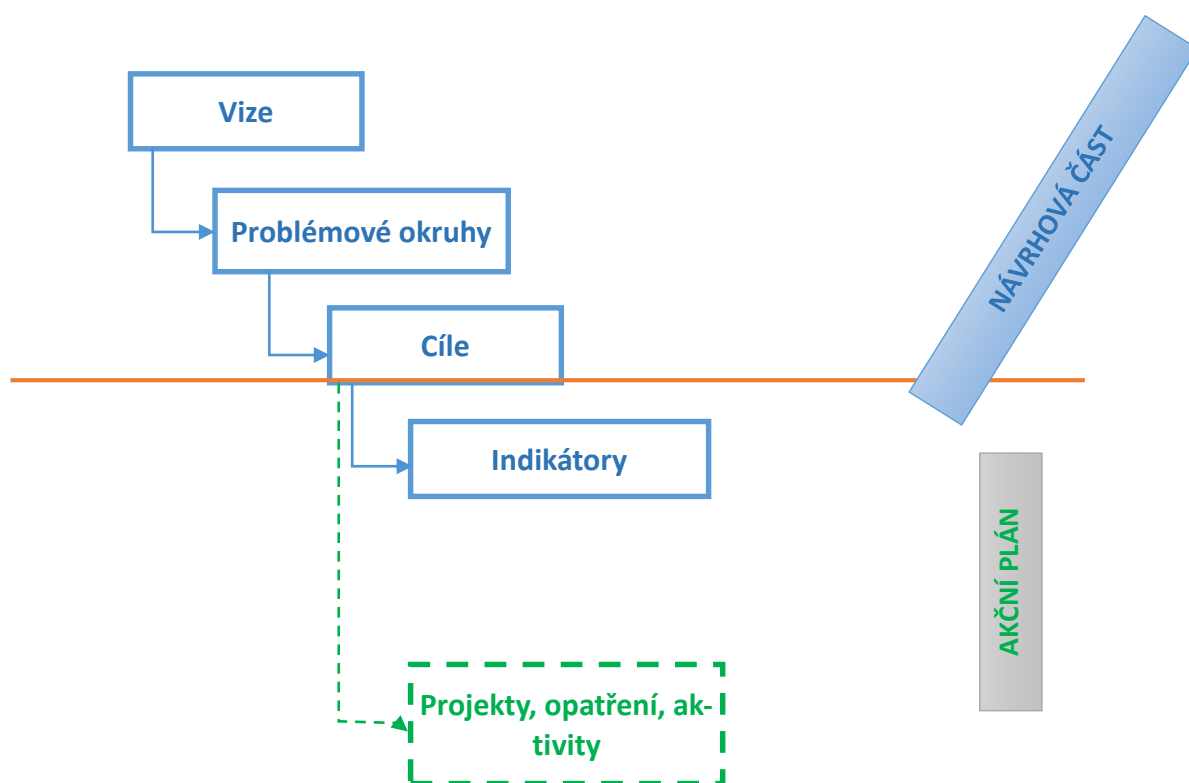 Vize
NÁVRHOVÁ ČÁST
Problémové okruhy
Cíle
Indikátory
AKČNÍ PLÁN
Projekty, opatření, ak-
tivity